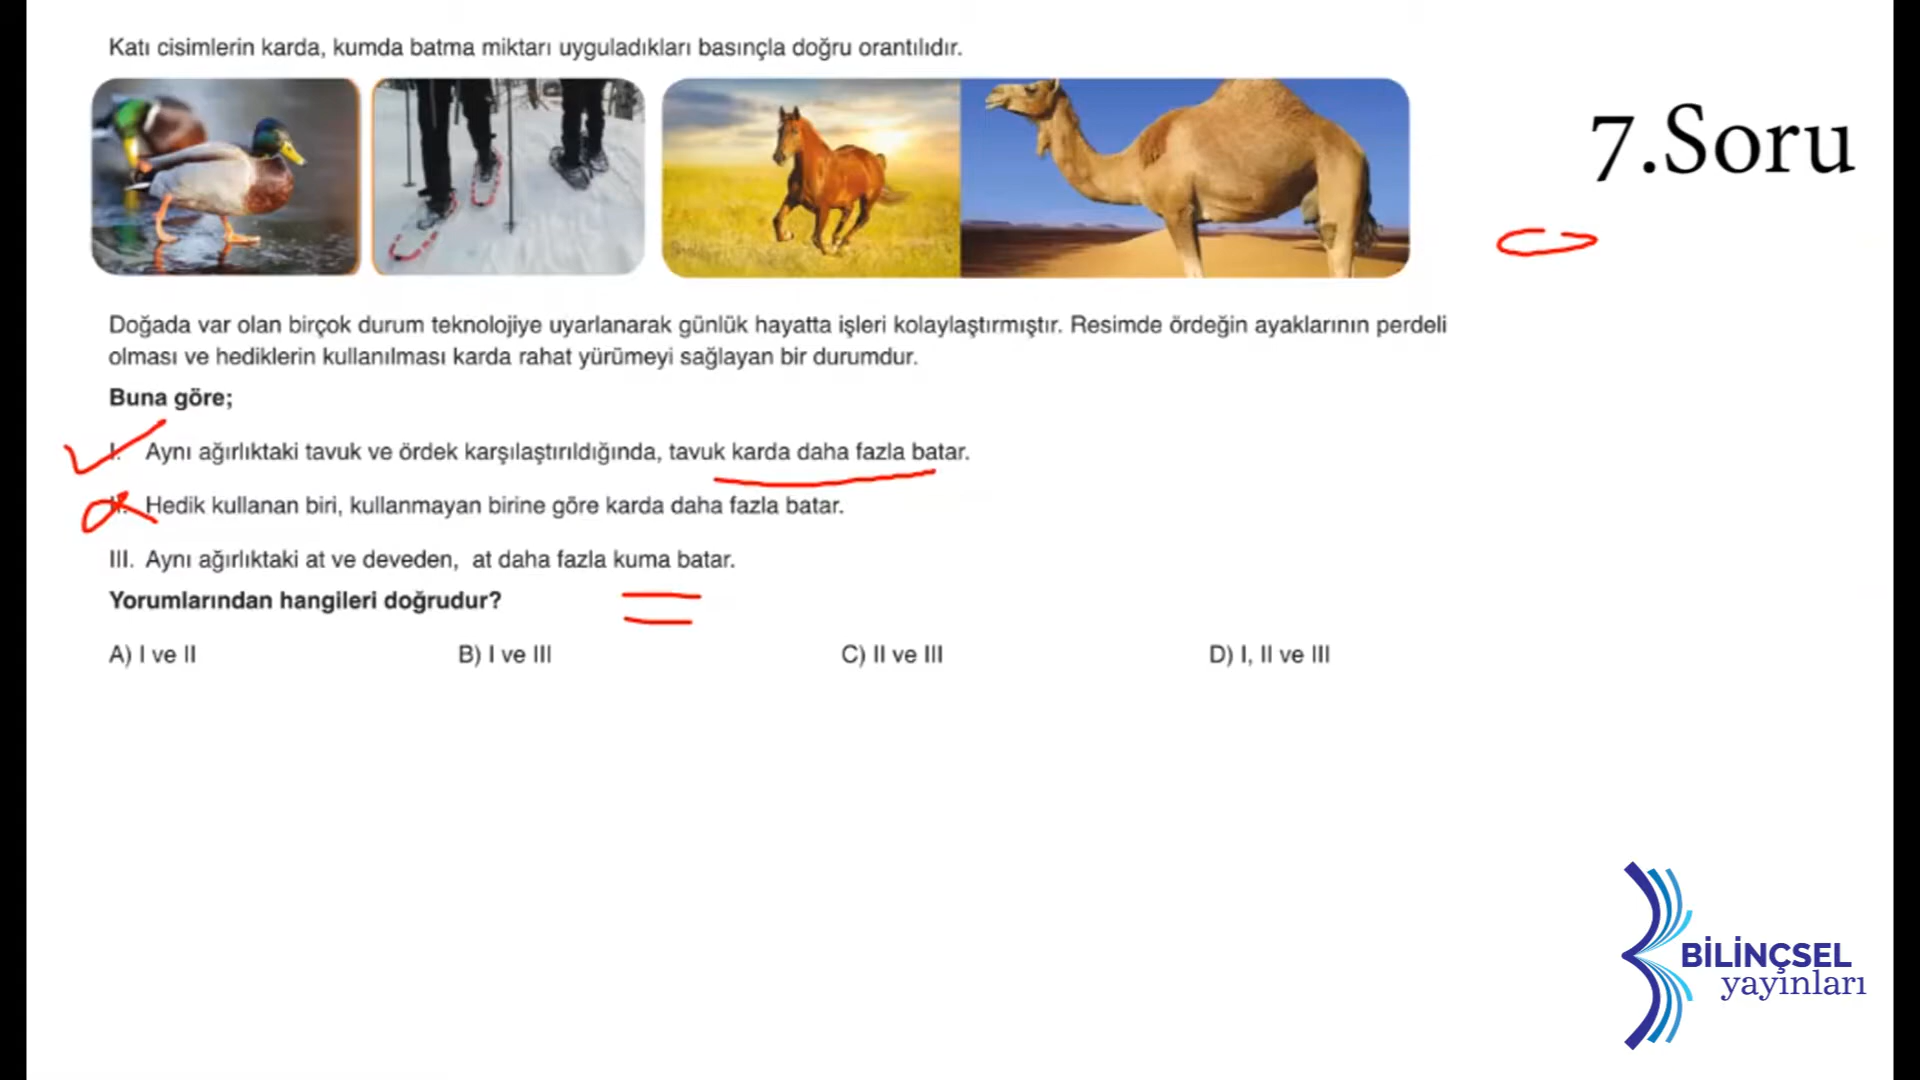 Katı cisimlerin karda, kumda batma miktarı uyguladıkları basınçla doğru orantılıdır.
7.Soru
Doğada var olan birçok durum teknolojiye uyarlanarak günlük hayatta işleri kolaylaştırmıştır. Resimde ördeğin ayaklarının perdeli
olması ve hediklerin kullanılması karda rahat yürümeyi sağlayan bir durumdur.
Buna göre;
I. Aynı ağırlıktaki tavuk ve ördek karşılaştırıldığında, tavuk karda daha fazla batar.
II. Hedik kullanan biri, kullanmayan birine göre karda daha fazla batar.
III. Aynı ağırlıktaki at ve deveden, at daha fazla kuma batar.
Yorumlarından hangileri doğrudur?
A) I ve II B) I ve III C) II ve III D) I, II ve III
BİLİNÇSEL
yayınları